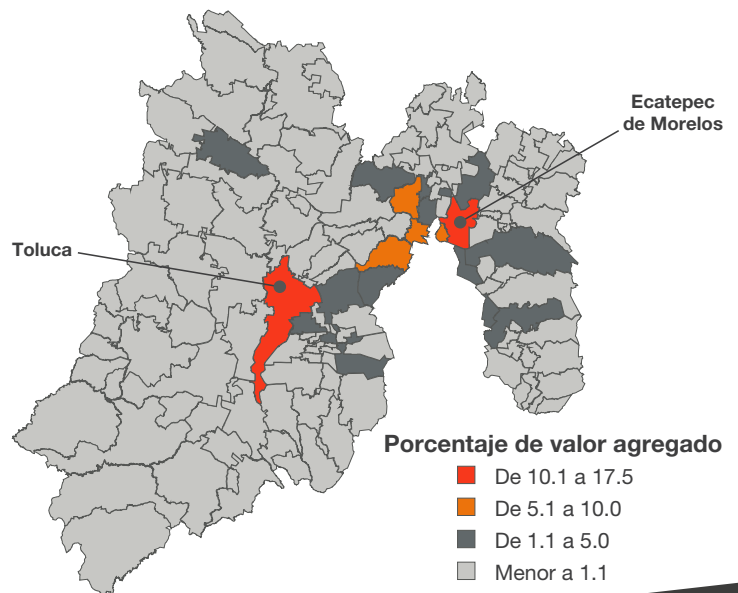 Ecatepec
de Morelos
Toluca
Porcentaje de valor agregado
De 10.1 a 17.5
De 5.1 a 10.0
De 1.1 a 5.0
Menor a 1.1